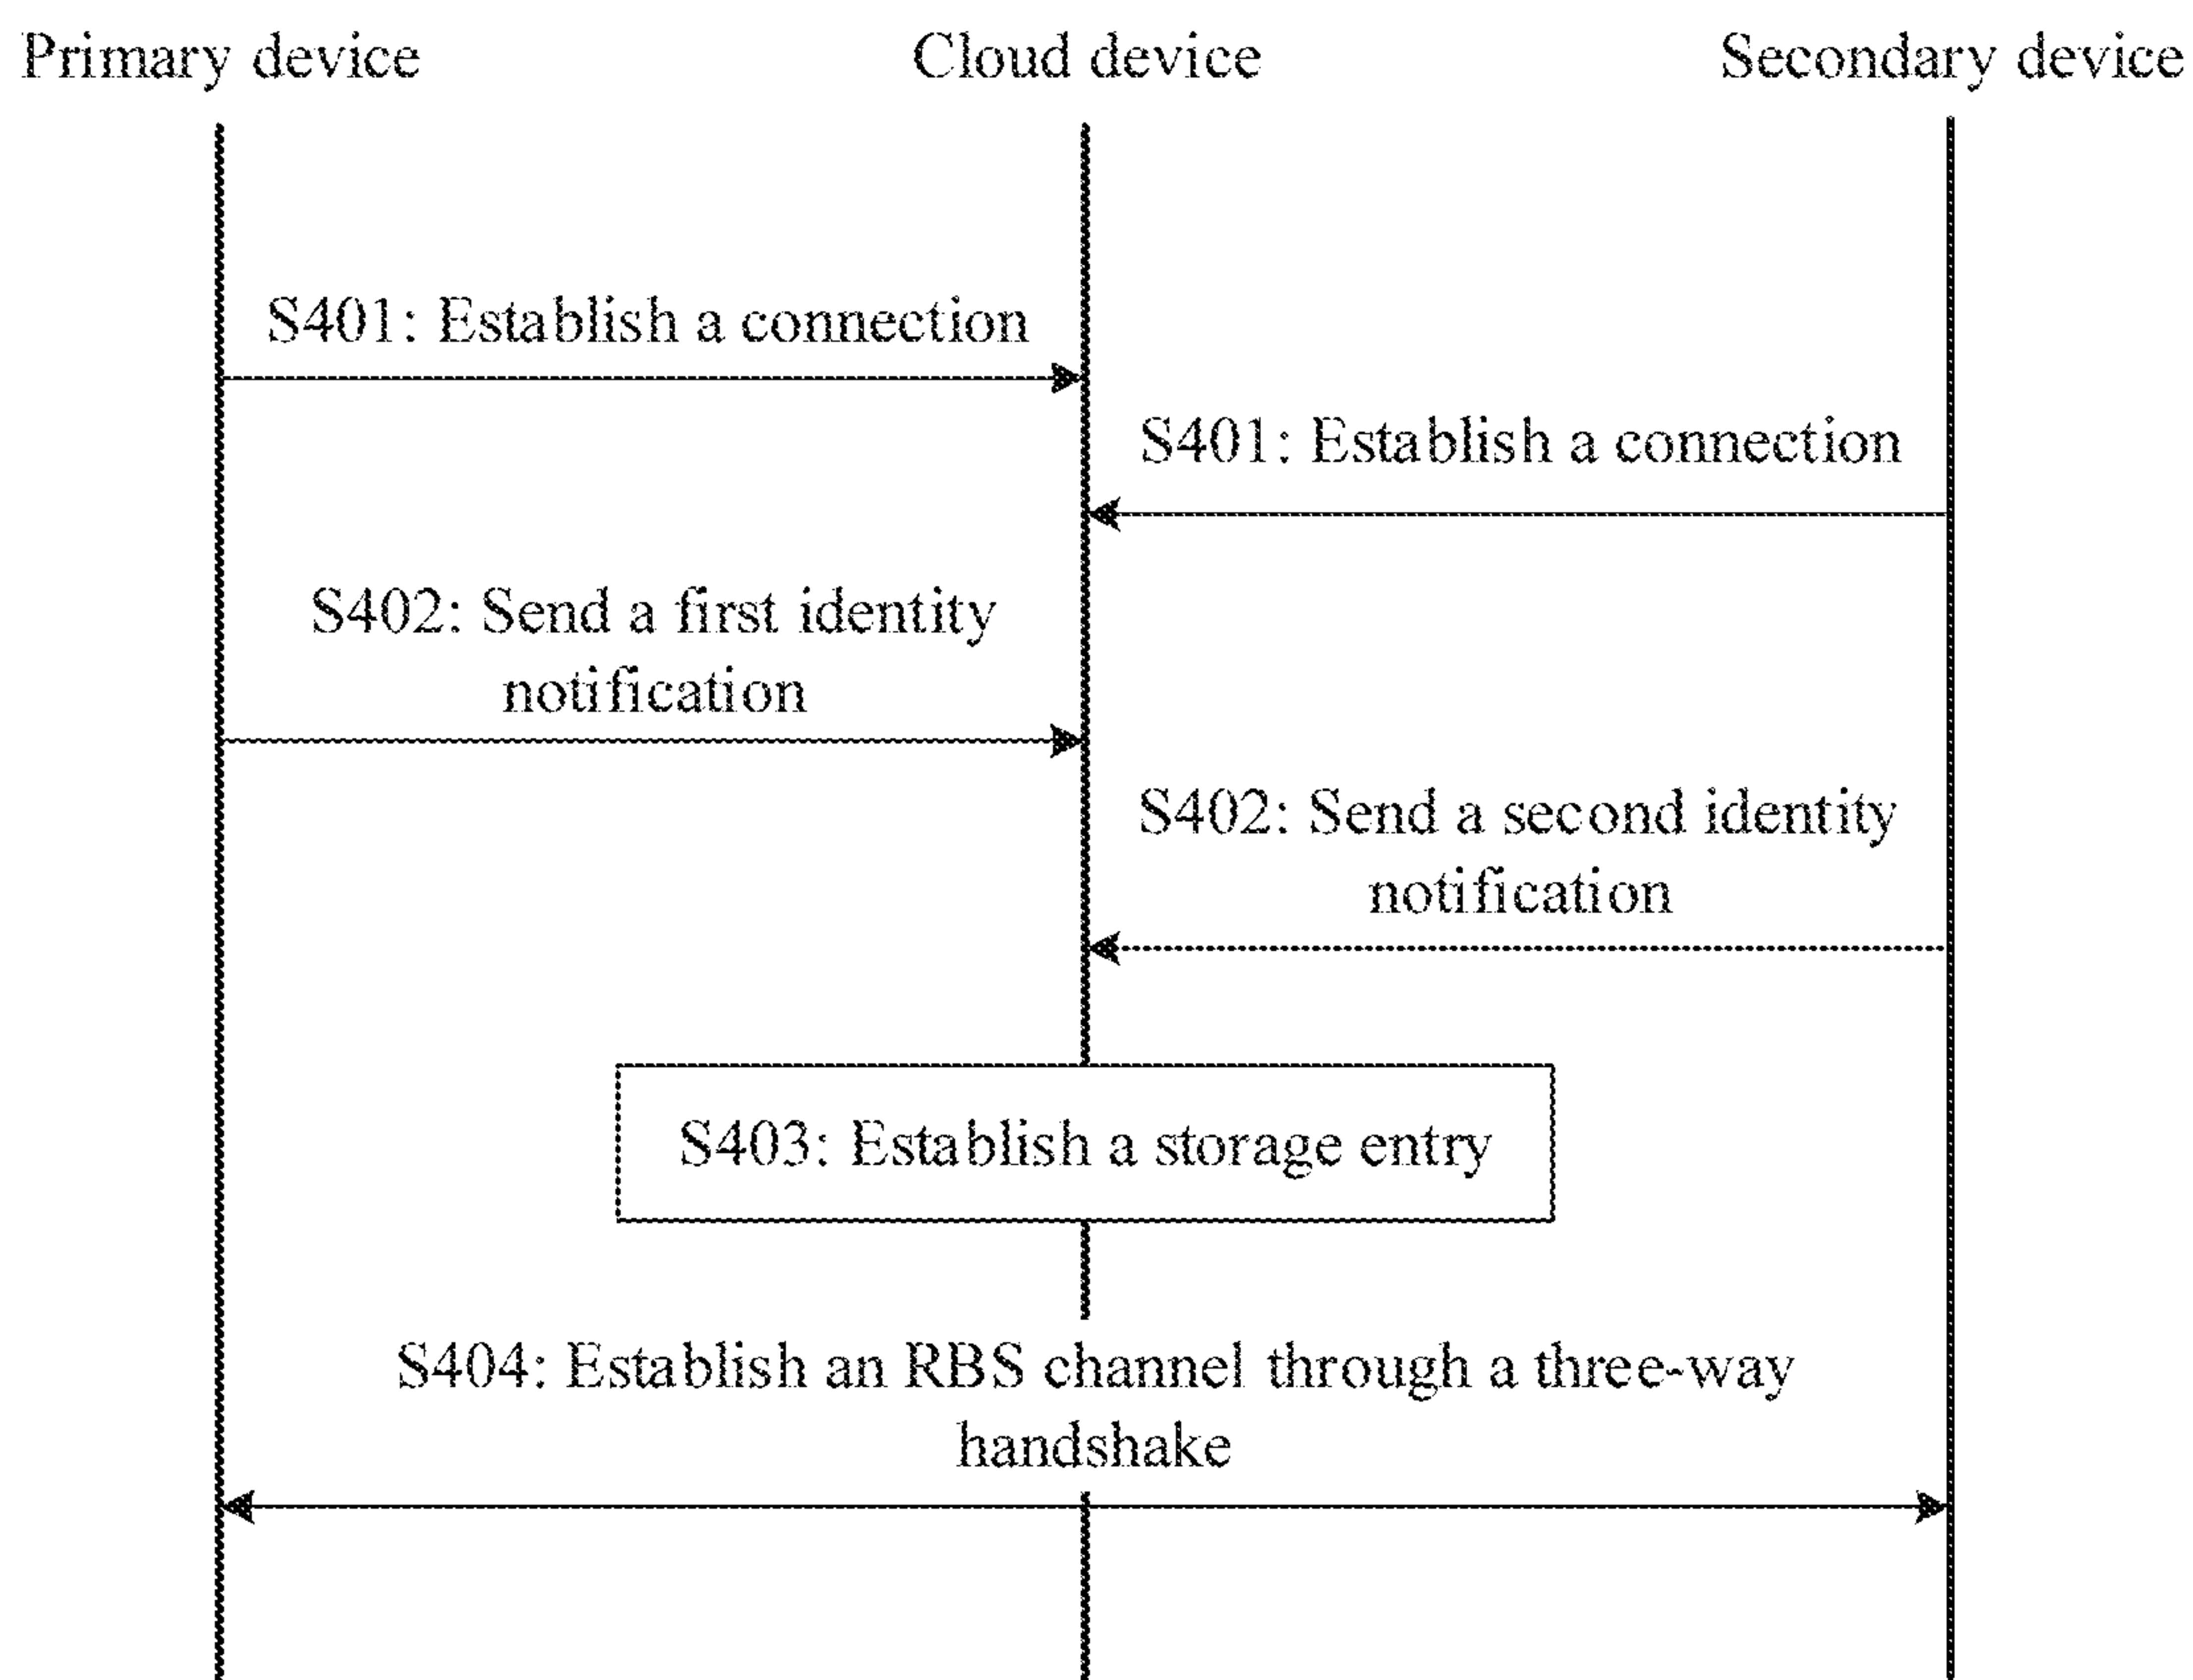 Primary device
Cloud device
Secondary device
S401: Establish a connection
S401: Establish a connection
S402: Send a first identity
notification
S402: Send a second identity
notification
S403: Establish a storage entry
S404: Establish an RBS channel through a three-way
handshake